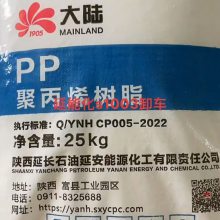 大陆
1905
MAINLAND
PP
聚丙烯树脂
执行标准: Q/YNH CP005-2022
净含量: 25kg
陕西延长石油延安能源化工有限责任公司
SHAANXI YANCHANG PETROLEUM YANAN ENERGY AND CHEMICAL CO.,
地址: 陕西 富县工业园区
电话: 0911-8325688
http://yanh.sxycpc.com